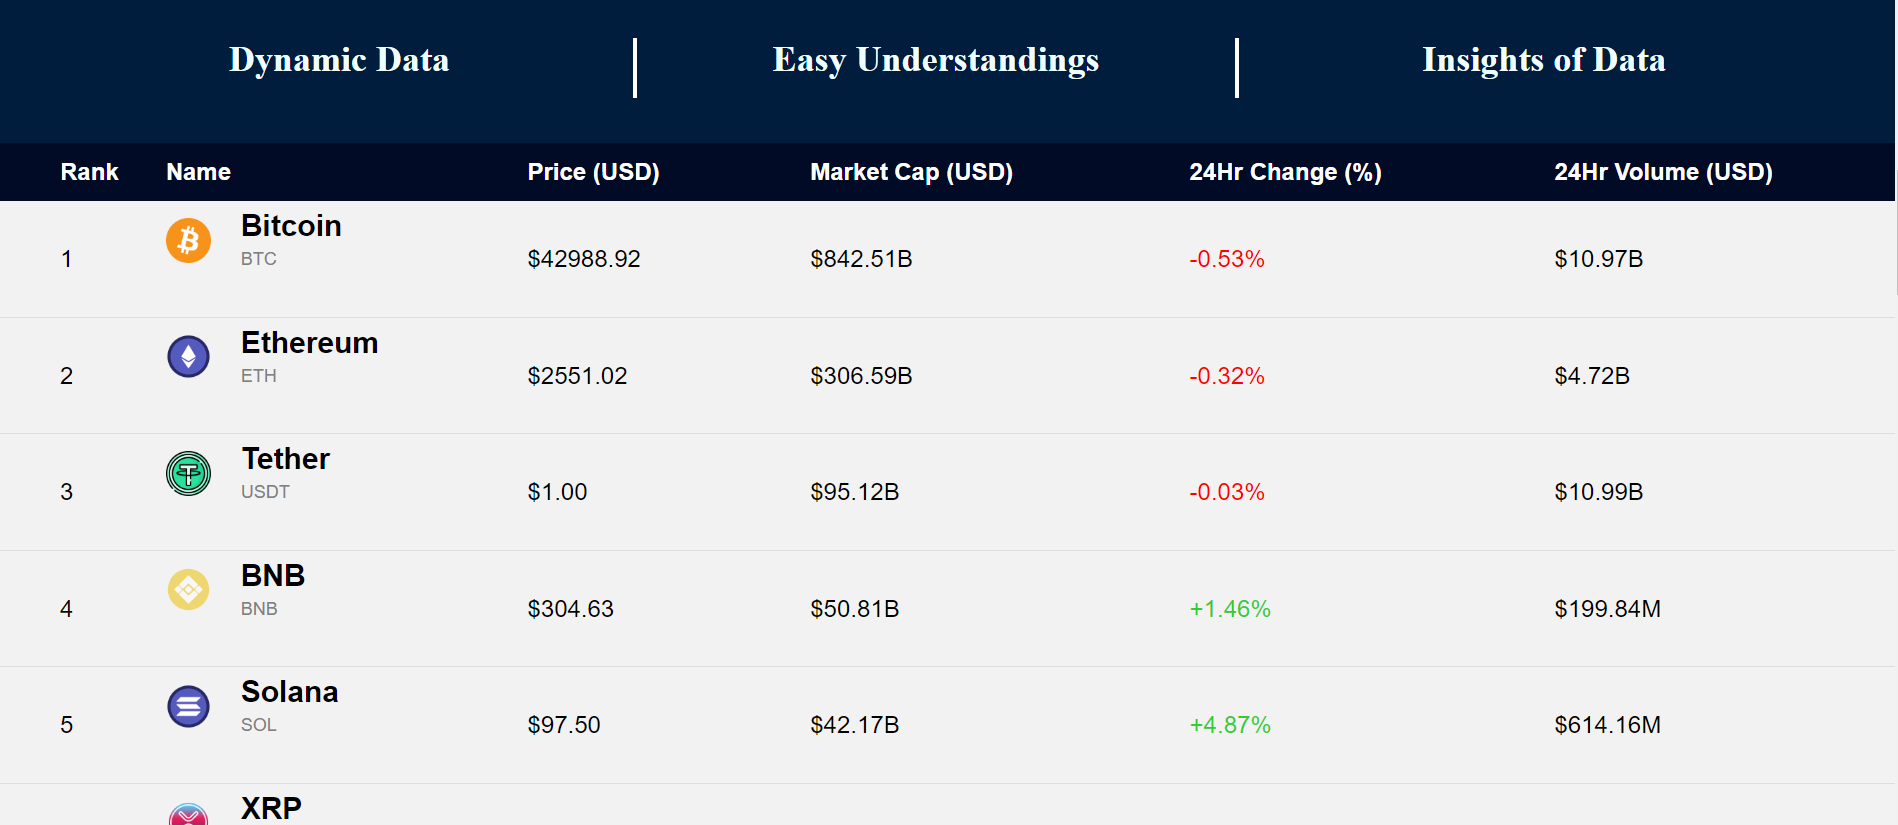 Dynamic Data Easy Understandings Insights of Data
Rank Name Price (USD) Market Cap (USD) 24Hr Change (%) 24Hr Volume (USD)
1 Bitcoin BTC $42988.92 $842.51B -0.53% $10.97B
2 Ethereum ETH $2551.02 $306.59B -0.32% $4.72B
3 Tether USDT $1.00 $95.12B -0.03% $10.99B
4 BNB BNB $304.63 $50.81B +1.46% $199.84M
5 Solana SOL $97.50 $42.17B +4.87% $614.16M
XRP